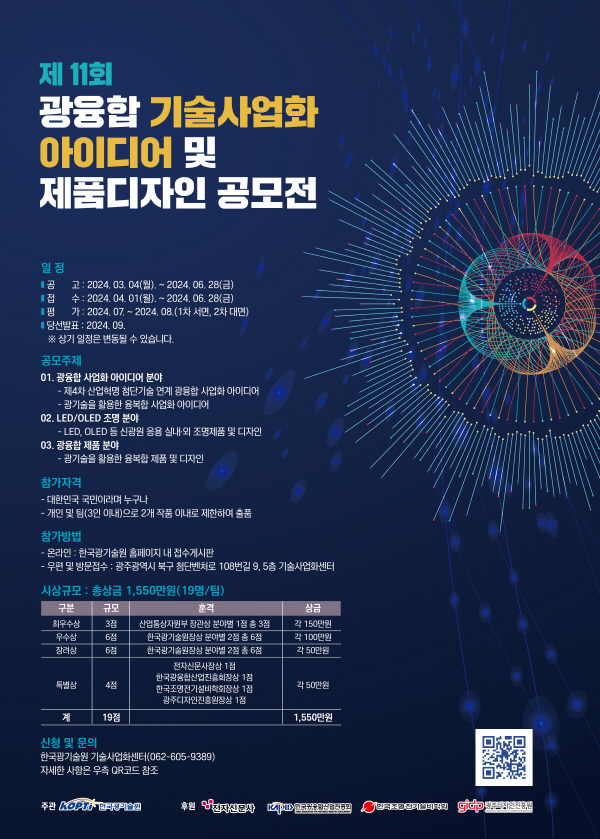 제 11회
광융합 기술사업화
아이디어 및
제품디자인 공모전
일 정
공 고 : 2024. 03. 04(월). ~ 2024. 06. 28(금)
접 수 : 2024. 04. 01(월). ~ 2024. 06. 28(금)
평 가 : 2024. 07. ~ 2024. 08.(1차 서면, 2차 대면)
당선발표 : 2024. 09.
※ 상기 일정은 변동될 수 있습니다.
공모주제
01. 광융합 사업화 아이디어 분야
- 제4차 산업혁명 첨단기술 연계 광융합 사업화 아이디어
- 광기술을 활용한 융복합 사업화 아이디어
02. LED/OLED 조명 분야
- LED, OLED 등 신광원 응용 실내·외 조명제품 및 디자인
03. 광융합 제품 분야
- 광기술을 활용한 융복합 제품 및 디자인
참가자격
- 대한민국 국민이라면 누구나
- 개인 및 팀(3인 이내)으로 2개 작품 이내로 제한하여 출품
참가방법
- 온라인 : 한국광기술원 홈페이지 내 접수게시판
- 우편 및 방문접수 : 광주광역시 북구 첨단벤처로 108번길 9, 5층 기술사업화센터
시상규모 : 총상금 1,550만원(19명/팀)
구분 규모 훈격 상금
최우수상 3점 산업통상자원부 장관상 분야별 1점 총 3점 각 150만원
우수상 6점 한국광기술원장상 분야별 2점 총 6점 각 100만원
장려상 6점 한국광기술원장상 분야별 2점 총 6점 각 50만원
특별상 4점 전자신문사장상 1점 각 50만원
한국광융합산업진흥회장상 1점
한국조명전기설비학회장상 1점
광주디자인진흥원장상 1점
계 19점 1,550만원
신청 및 문의
한국광기술원 기술사업화센터((062-605-9389)
자세한 사항은 우측 QR코드 참조
주관 KOPTI 한국광기술원 후원 전자신문사 한국조명전기설비학회 gidp 광주디자인진흥원